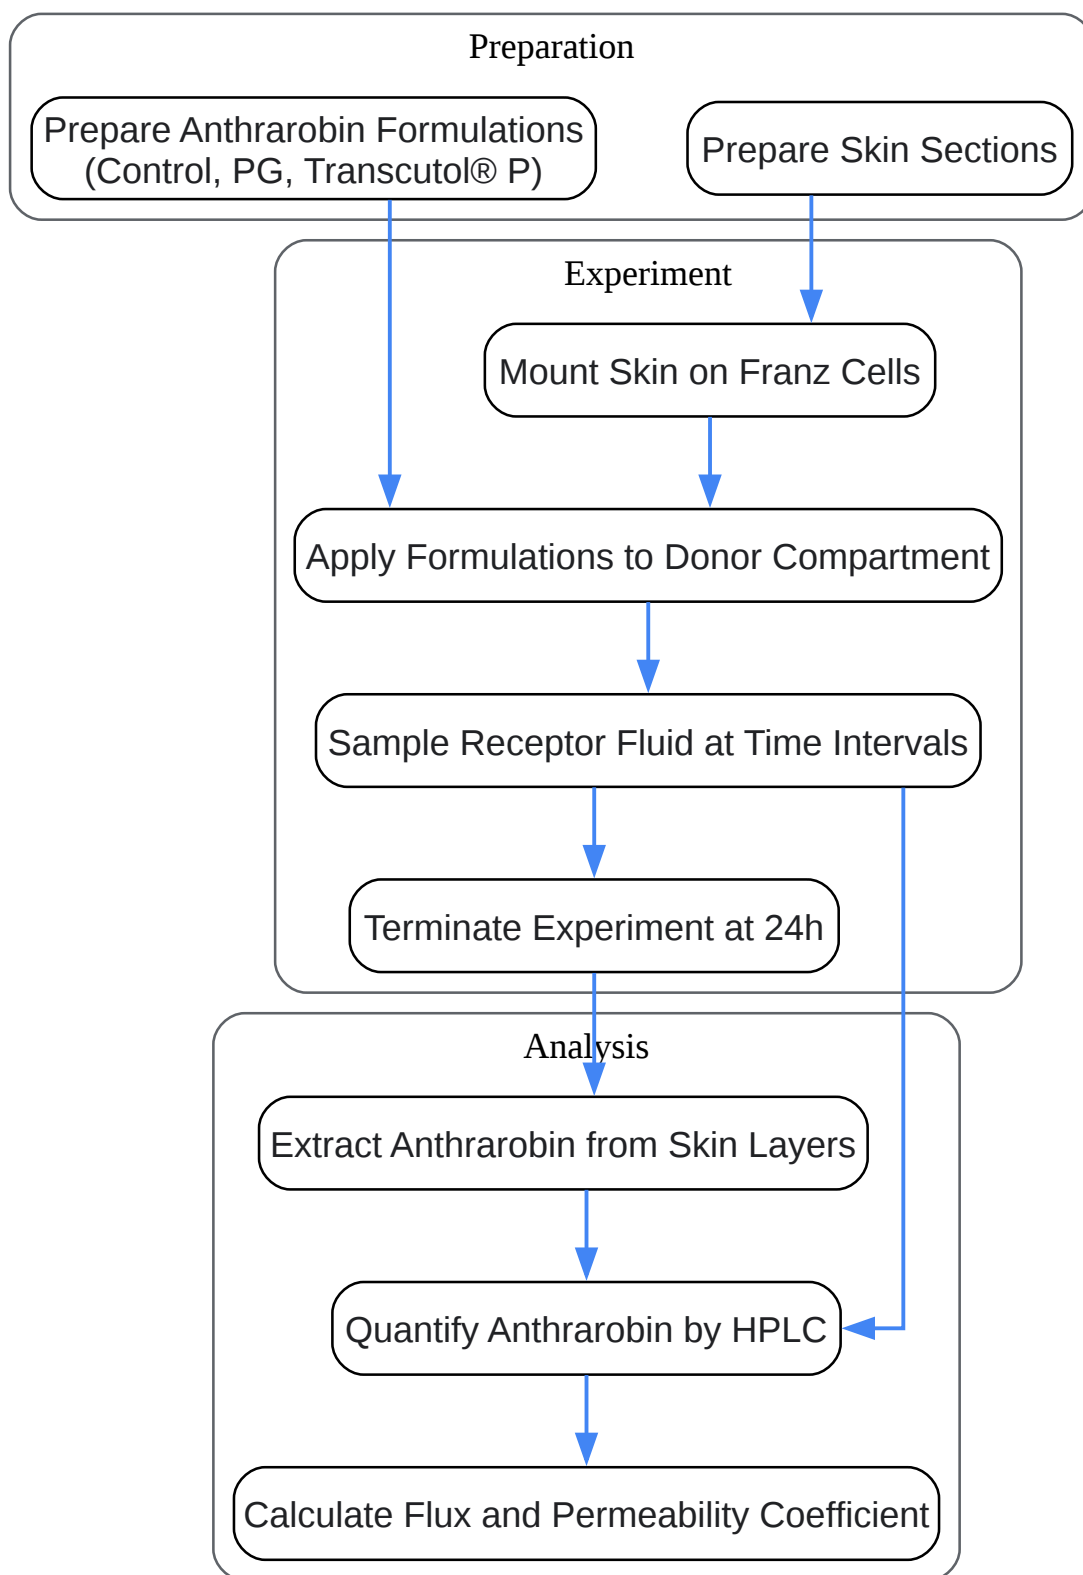 Preparation
Prepare Anthrarobin Formulations
(Control, PG, Transcutol® P)
Prepare Skin Sections
Experiment
Mount Skin on Franz Cells
Apply Formulations to Donor Compartment
Sample Receptor Fluid at Time Intervals
Terminate Experiment at 24h
Analysis
Extract Anthrarobin from Skin Layers
Quantify Anthrarobin by HPLC
Calculate Flux and Permeability Coefficient